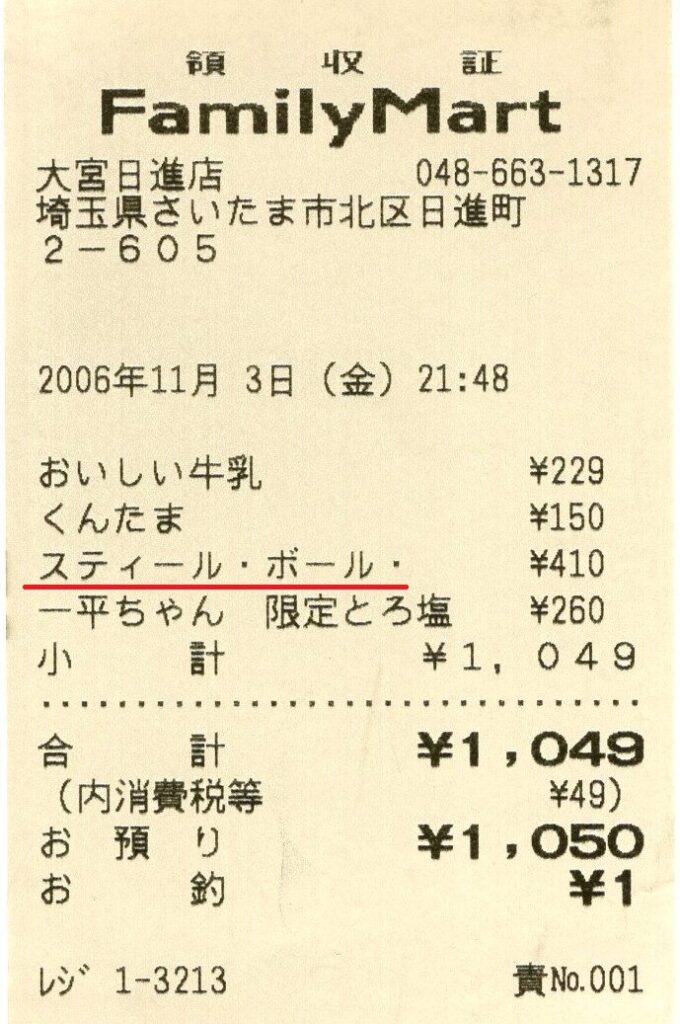 領収証
FamilyMart
大宮日進店 048-663-1317
埼玉県さいたま市北区日進町
２－６０５
2006年11月 3日（金）21:48
おいしい牛乳 ¥229
くんたま ¥150
スティール・ボール・ ¥410
一平ちゃん 限定とろ塩 ¥260
小計 ￥１，０４９
合計 ¥1,049
（内消費税等 ¥49）
お預り ¥1,050
お釣 ¥1
ﾚｼﾞ 1-3213 責No.001